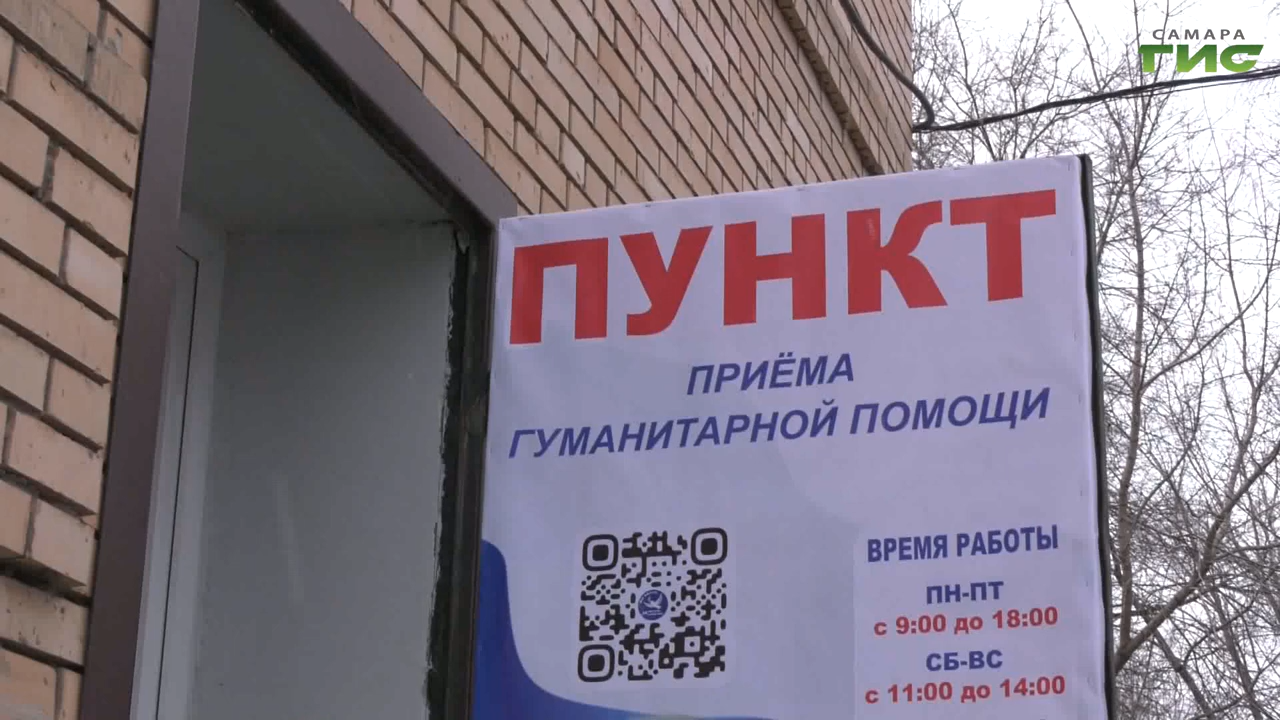 САМАРА
ГИС
ПУНКТ
ПРИЁМА
ГУМАНИТАРНОЙ ПОМОЩИ
ВРЕМЯ РАБОТЫ
ПН-ПТ
с 9:00 до 18:00
СБ-ВС
с 11:00 до 14:00